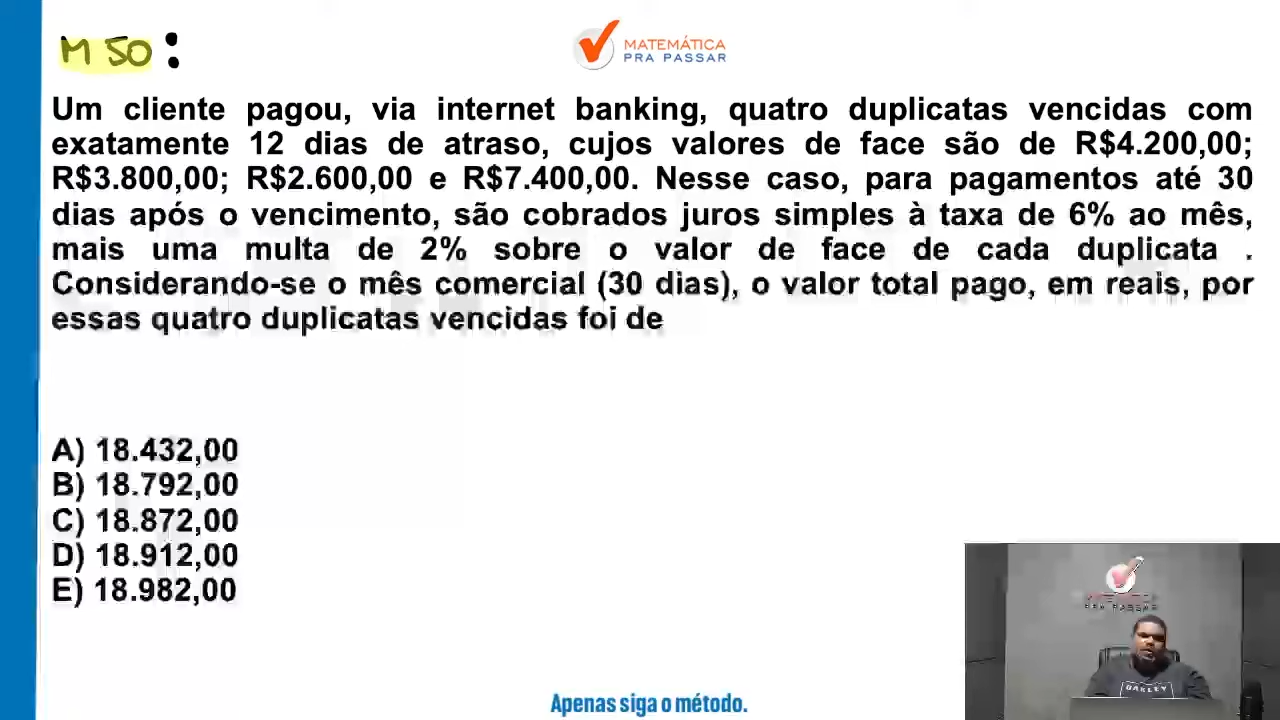 M 50 :
MATEMÁTICA
PRA PASSAR
Um cliente pagou, via internet banking, quatro duplicatas vencidas com
exatamente 12 dias de atraso, cujos valores de face são de R$4.200,00;
R$3.800,00; R$2.600,00 e R$7.400,00. Nesse caso, para pagamentos até 30
dias após o vencimento, são cobrados juros simples à taxa de 6% ao mês,
mais uma multa de 2% sobre o valor de face de cada duplicata .
Considerando-se o mês comercial (30 dias), o valor total pago, em reais, por
essas quatro duplicatas vencidas foi de
A) 18.432,00
B) 18.792,00
C) 18.872,00
D) 18.912,00
E) 18.982,00
MATEMÁTICA
PRA PASSAR
OAKLEY
Apenas siga o método.